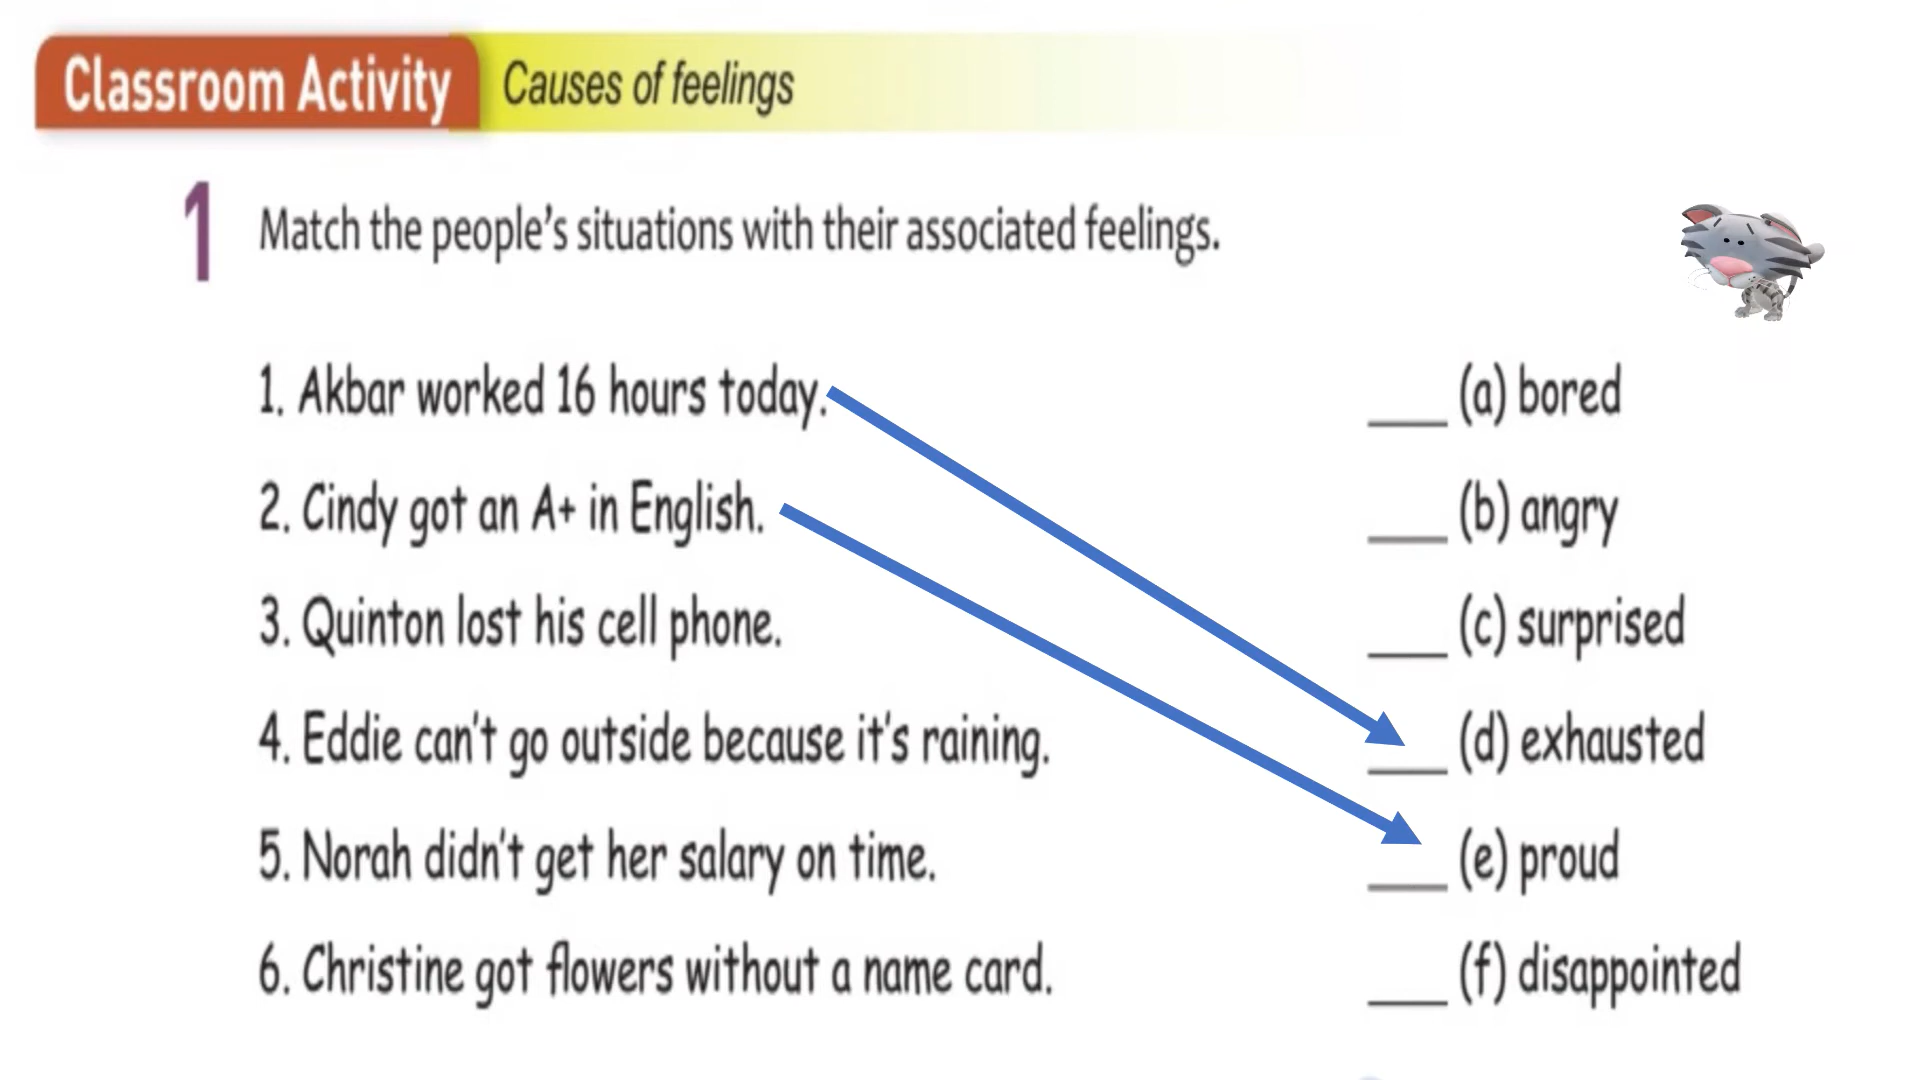 Classroom Activity Causes of feelings
1 Match the people's situations with their associated feelings.
1. Akbar worked 16 hours today. ___ (a) bored
2. Cindy got an A+ in English. ___ (b) angry
3. Quinton lost his cell phone. ___ (c) surprised
4. Eddie can't go outside because it's raining. ___ (d) exhausted
5. Norah didn't get her salary on time. ___ (e) proud
6. Christine got flowers without a name card. ___ (f) disappointed